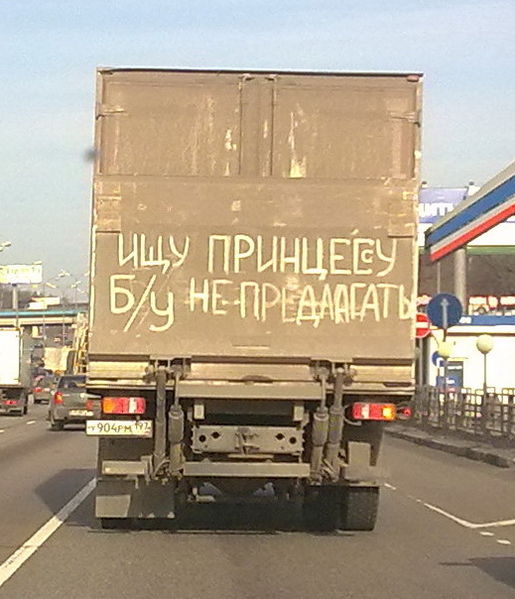 ИЩУ ПРИНЦЕССУ
Б/у НЕ ПРЕДЛАГАТЬ
У 904РМ 197